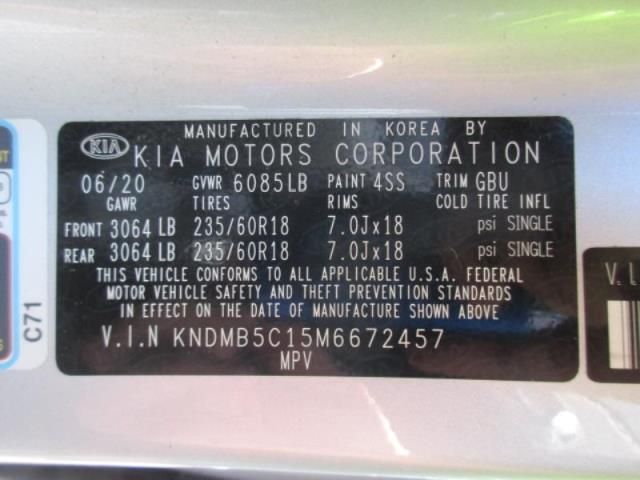 MANUFACTURED IN KOREA BY
KIA KIA MOTORS CORPORATION
06/20 GVWR 6085LB PAINT 4SS TRIM GBU
GAWR TIRES RIMS COLD TIRE INFL
FRONT 3064 LB 235/60R18 7.0Jx18 psi SINGLE
REAR 3064 LB 235/60R18 7.0Jx18 psi SINGLE
THIS VEHICLE CONFORMS TO ALL APPLICABLE U.S.A. FEDERAL
MOTOR VEHICLE SAFETY AND THEFT PREVENTION STANDARDS
IN EFFECT ON THE DATE OF MANUFACTURE SHOWN ABOVE.
V.I.N KNDMB5C15M6672457
MPV
C71
V.I